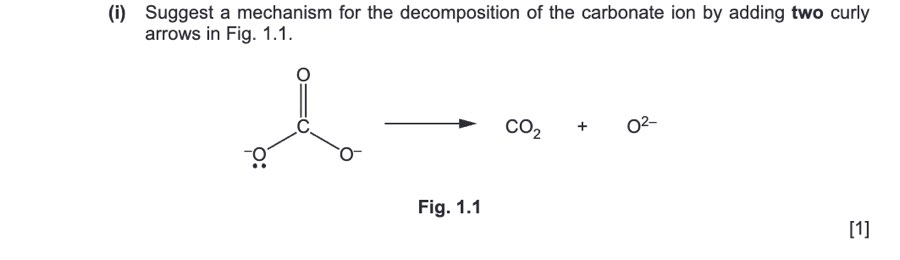 (i) Suggest a mechanism for the decomposition of the carbonate ion by adding two curly
arrows in Fig. 1.1.
O
C
⁻O
O⁻
CO₂ + O²⁻
Fig. 1.1
[1]